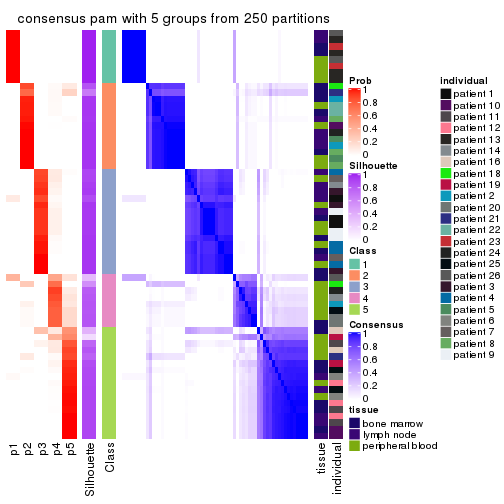 consensus pam with 5 groups from 250 partitions
Prob
1
0.8
0.6
0.4
0.2
0
Silhouette
1
0.8
0.6
0.4
0.2
0
Class
1
2
3
4
5
Consensus
1
0.8
0.6
0.4
0.2
0
tissue
bone marrow
lymph node
peripheral blood
individual
patient 1
patient 10
patient 11
patient 12
patient 13
patient 14
patient 16
patient 18
patient 19
patient 2
patient 20
patient 21
patient 22
patient 23
patient 24
patient 25
patient 26
patient 3
patient 4
patient 5
patient 6
patient 7
patient 8
patient 9
p1
p2
p3
p4
p5
Silhouette
Class
tissue
individual